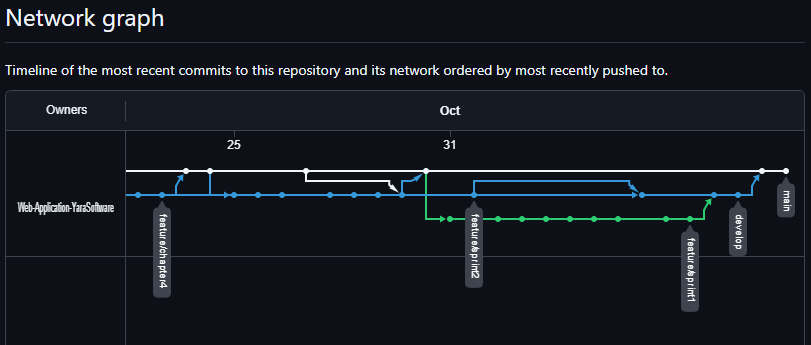 Network graph
Timeline of the most recent commits to this repository and its network ordered by most recently pushed to.
Owners
Oct
25
31
Web-Application-YaraSoftware
feature/chapter4
feature/sprint2
feature/sprint1
develop
main